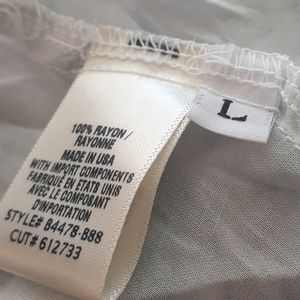 100% RAYON/
RAYONNE
MADE IN USA
WITH IMPORT COMPONENTS
FABRIQUE EN ETATS UNIS
AVEC LE COMPOSANT
D'IMPORTATION
STYLE# B4478-888
CUT# 612733
L